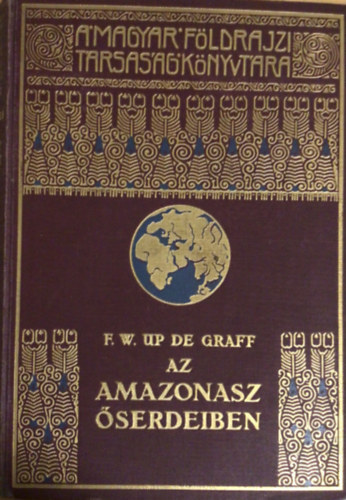 A MAGYAR FÖLDRAJZI
TÁRSASÁG KÖNYVTÁRA
F. W. UP DE GRAFF
AZ
AMAZONASZ
ŐSERDEIBEN